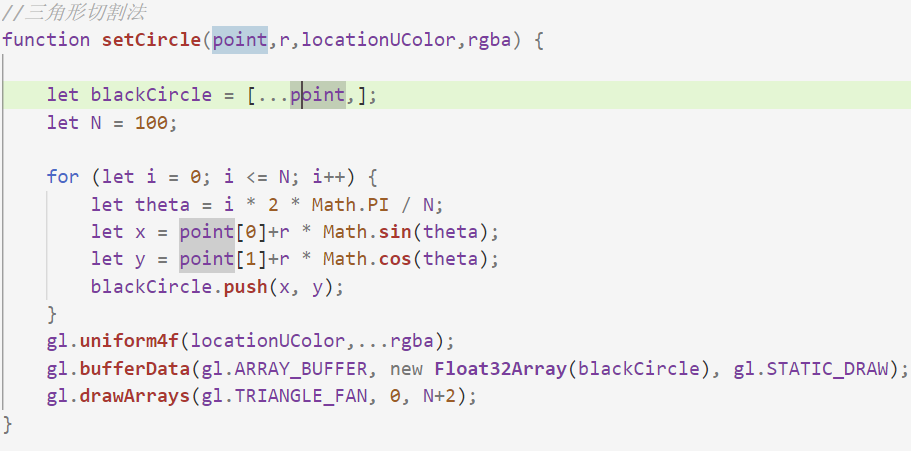 //三角形切割法
function setCircle(point,r,locationUColor,rgba) {
let blackCircle = [...point,];
let N = 100;
for (let i = 0; i <= N; i++) {
let theta = i * 2 * Math.PI / N;
let x = point[0]+r * Math.sin(theta);
let y = point[1]+r * Math.cos(theta);
blackCircle.push(x, y);
}
gl.uniform4f(locationUColor,...rgba);
gl.bufferData(gl.ARRAY_BUFFER, new Float32Array(blackCircle), gl.STATIC_DRAW);
gl.drawArrays(gl.TRIANGLE_FAN, 0, N+2);
}